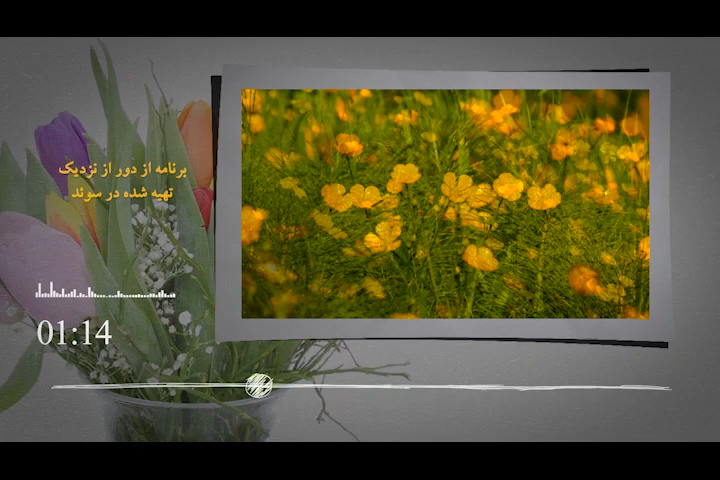 برنامه از دور از نزدیک
تهیه شده در سوئد
01:14